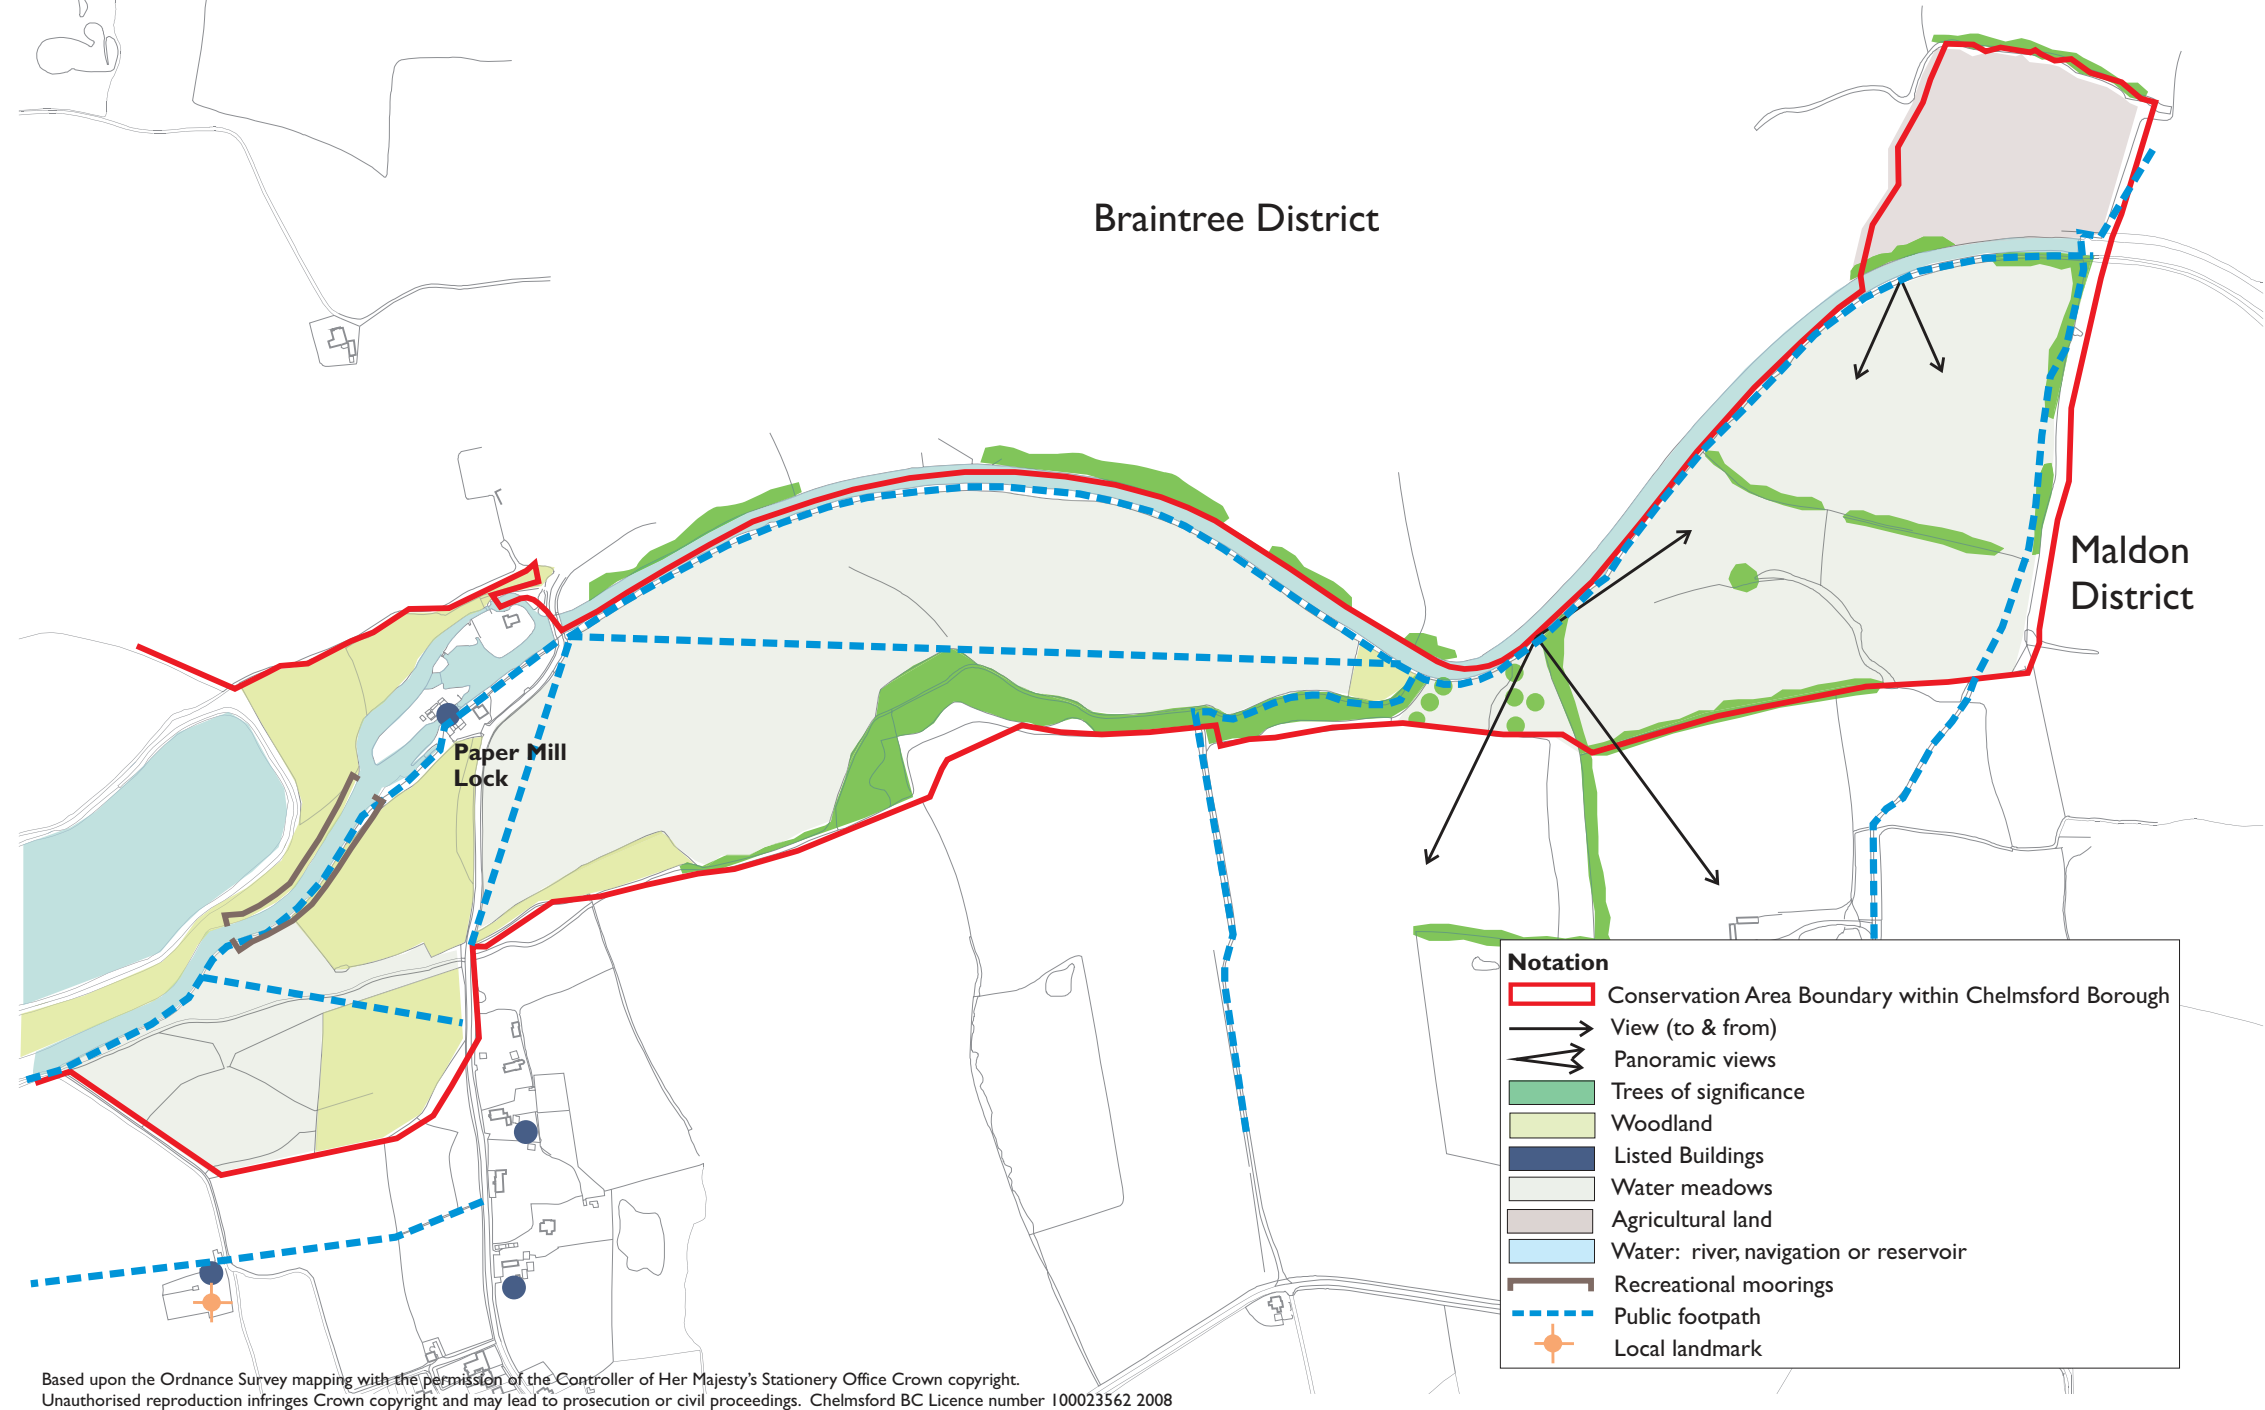 Braintree District
Maldon
District
Paper Mill
Lock
Notation
Conservation Area Boundary within Chelmsford Borough
View (to & from)
Panoramic views
Trees of significance
Woodland
Listed Buildings
Water meadows
Agricultural land
Water: river, navigation or reservoir
Recreational moorings
Public footpath
Local landmark
Based upon the Ordnance Survey mapping with the permission of the Controller of Her Majesty's Stationery Office Crown copyright.
Unauthorised reproduction infringes Crown copyright and may lead to prosecution or civil proceedings. Chelmsford BC Licence number 100023562 2008